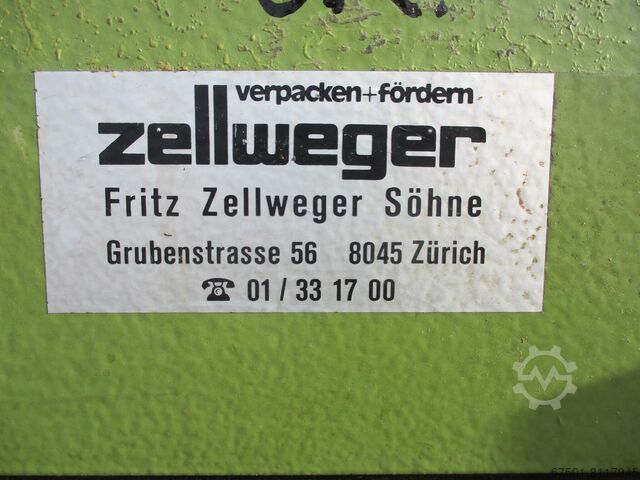 verpacken+fördern
zellweger
Fritz Zellweger Söhne
Grubenstrasse 56 8045 Zürich
☎ 01 / 33 17 00